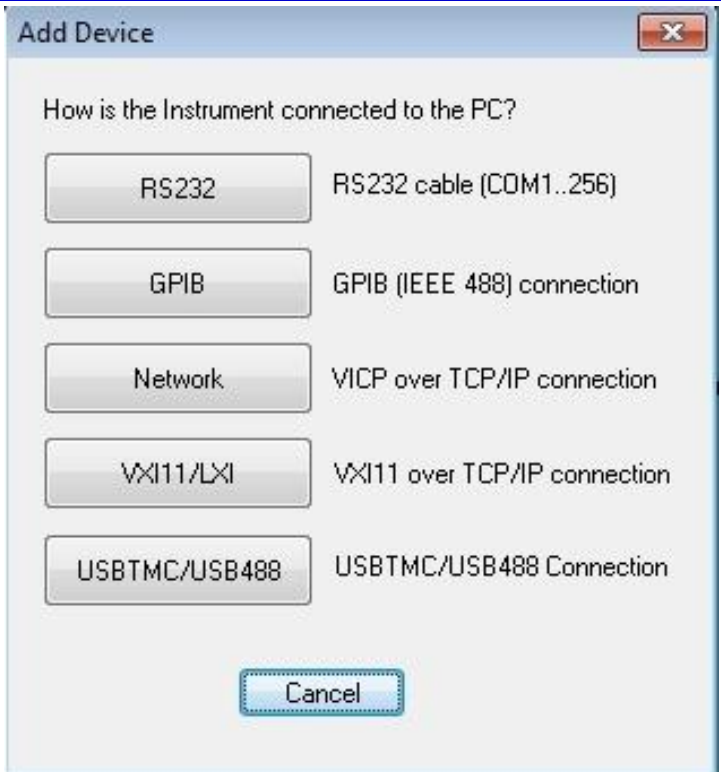 Add Device
How is the Instrument connected to the PC?
RS232 RS232 cable (COM1..256)
GPIB GPIB (IEEE 488) connection
Network VICP over TCP/IP connection
VXI11/LXI VXI11 over TCP/IP connection
USBTMC/USB488 USBTMC/USB488 Connection
Cancel